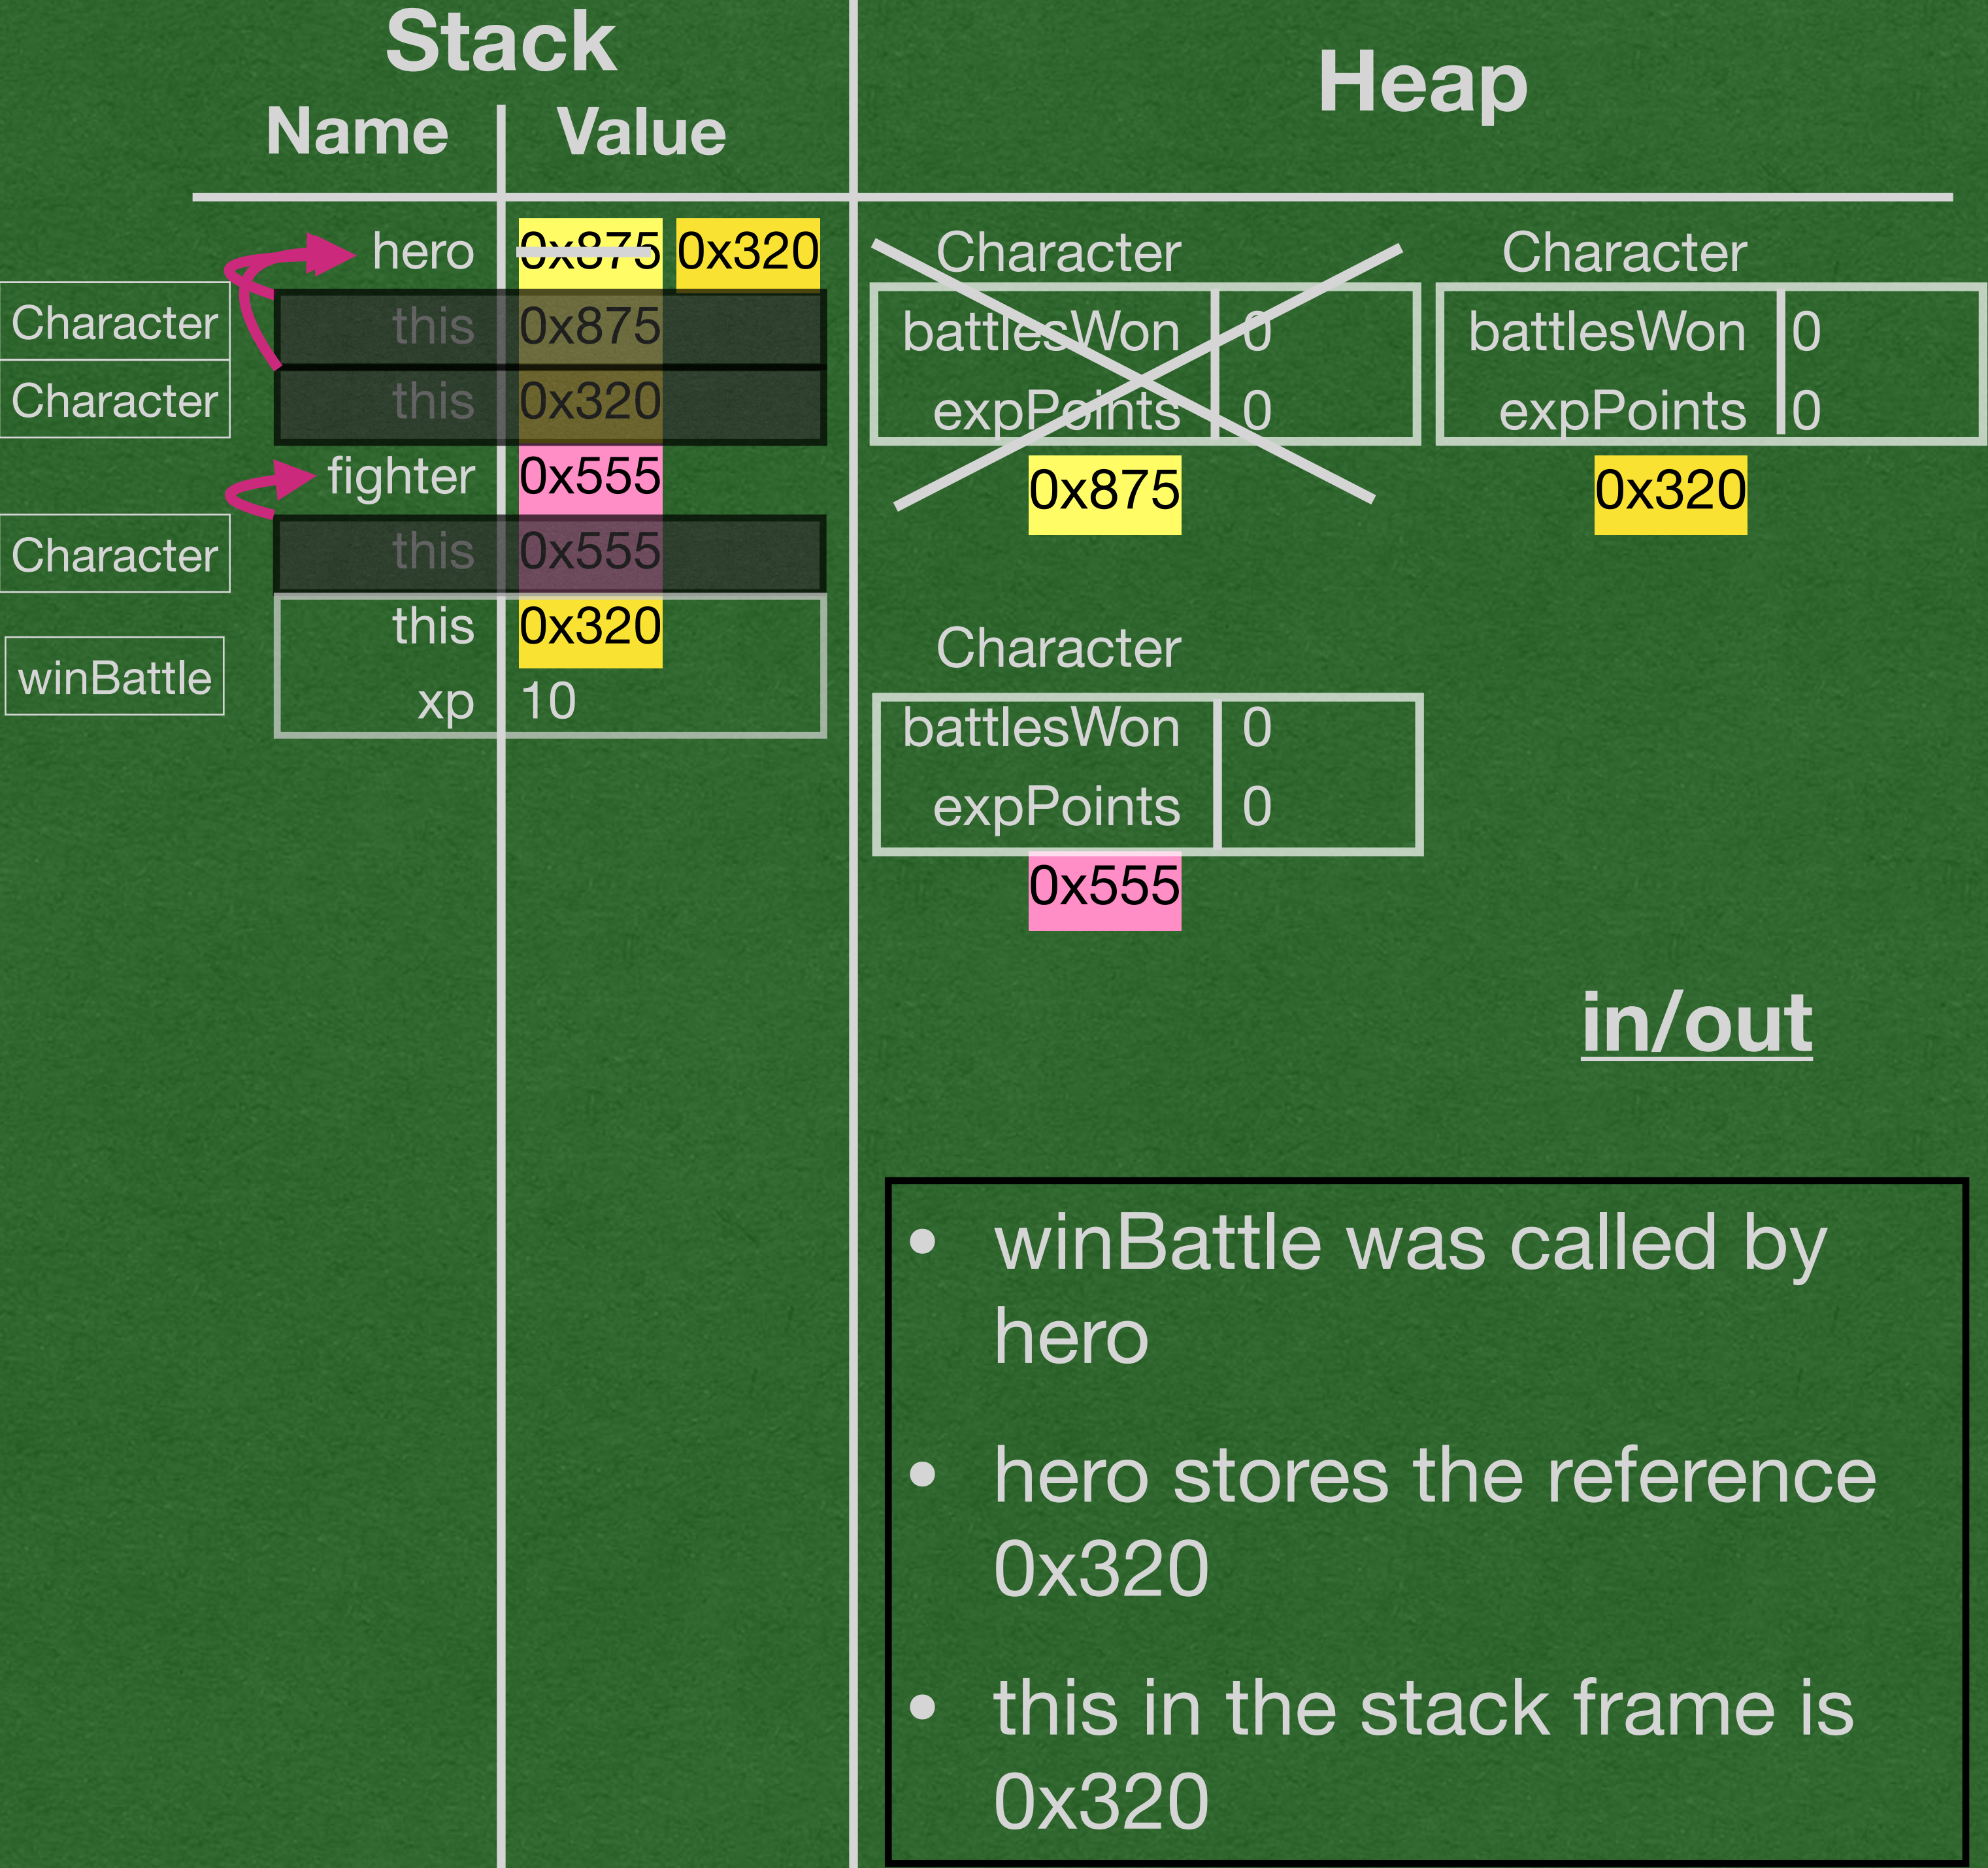 Stack
Heap
Name Value
hero 0x875 0x320
Character this 0x875
Character this 0x320
fighter 0x555
Character this 0x555
this 0x320
winBattle
xp 10
Character
battlesWon 0
expPoints 0
0x875
Character
battlesWon 0
expPoints 0
0x320
Character
battlesWon 0
expPoints 0
0x555
in/out
• winBattle was called by
hero
• hero stores the reference
0x320
• this in the stack frame is
0x320